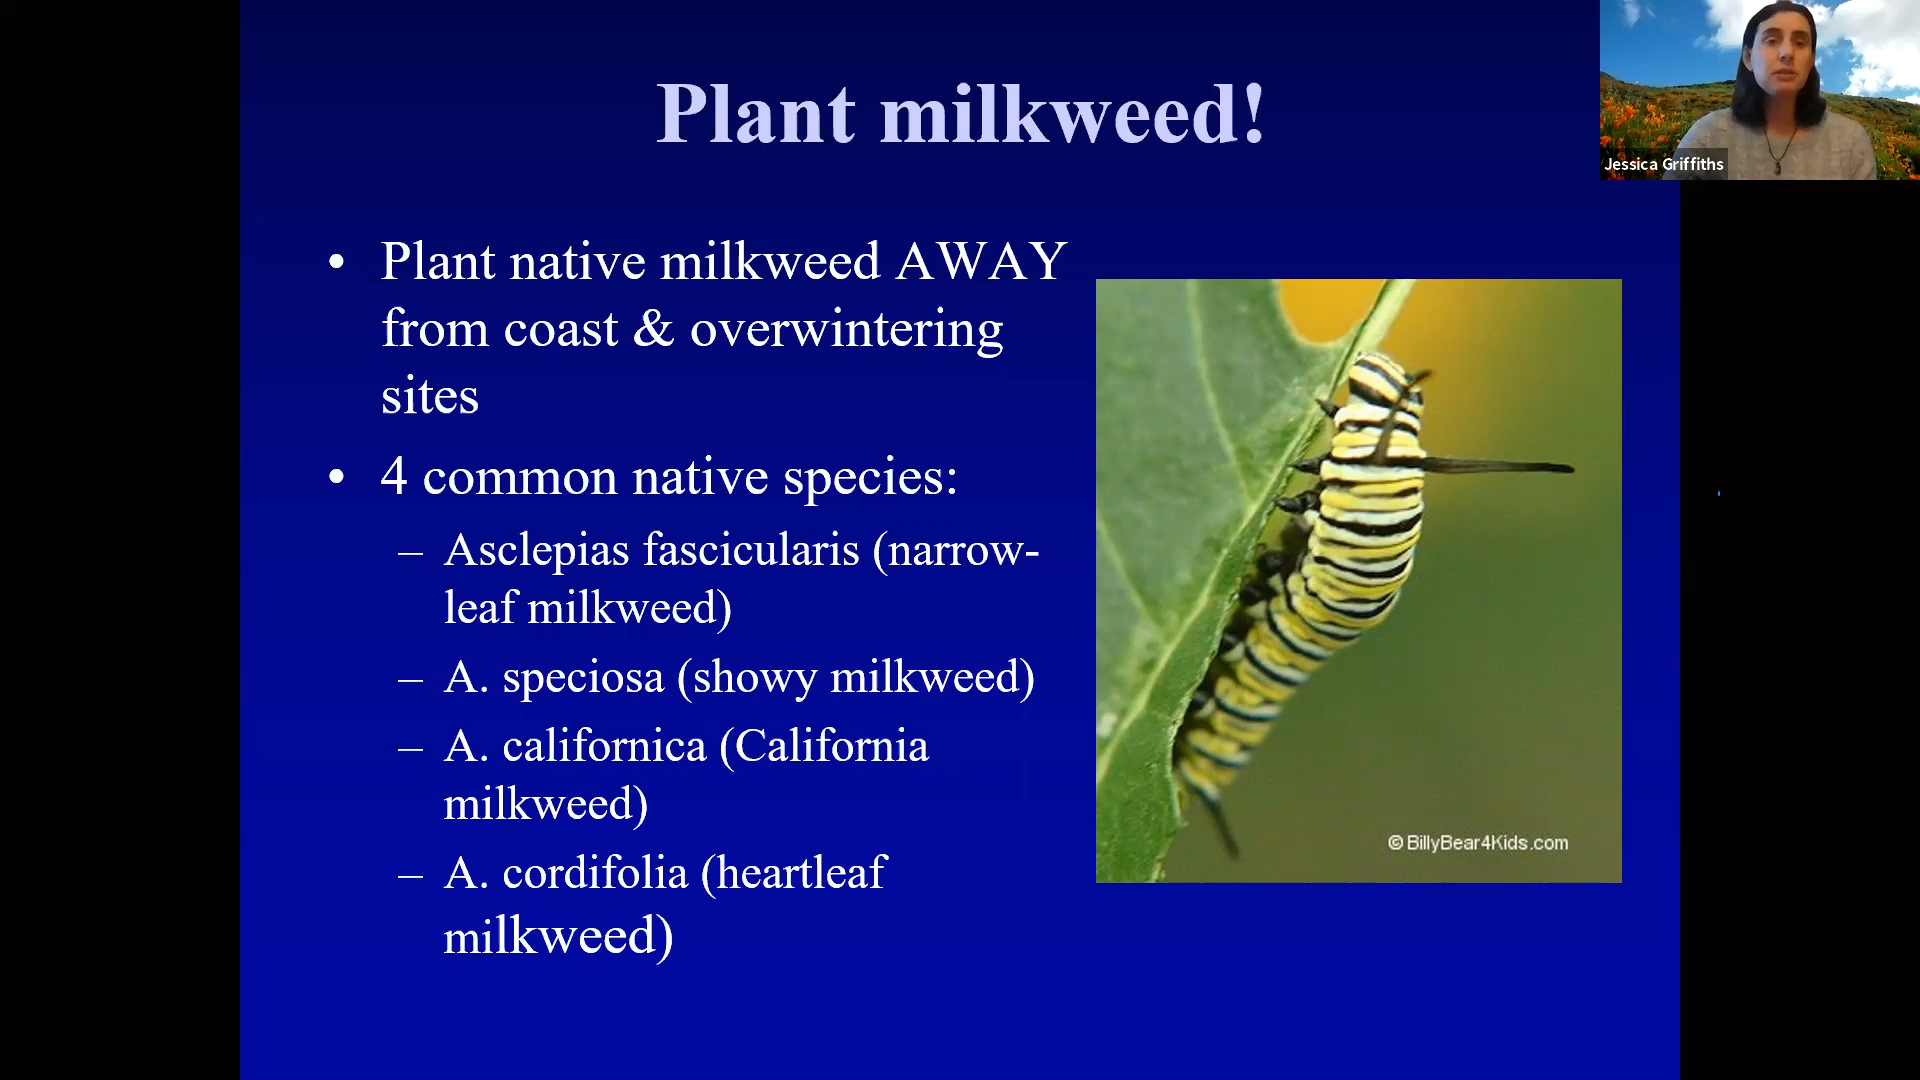 Plant milkweed!
Jessica Griffiths
• Plant native milkweed AWAY
from coast & overwintering
sites
• 4 common native species:
– Asclepias fascicularis (narrow-
leaf milkweed)
– A. speciosa (showy milkweed)
– A. californica (California
milkweed)
– A. cordifolia (heartleaf
milkweed)
© BillyBear4Kids.com